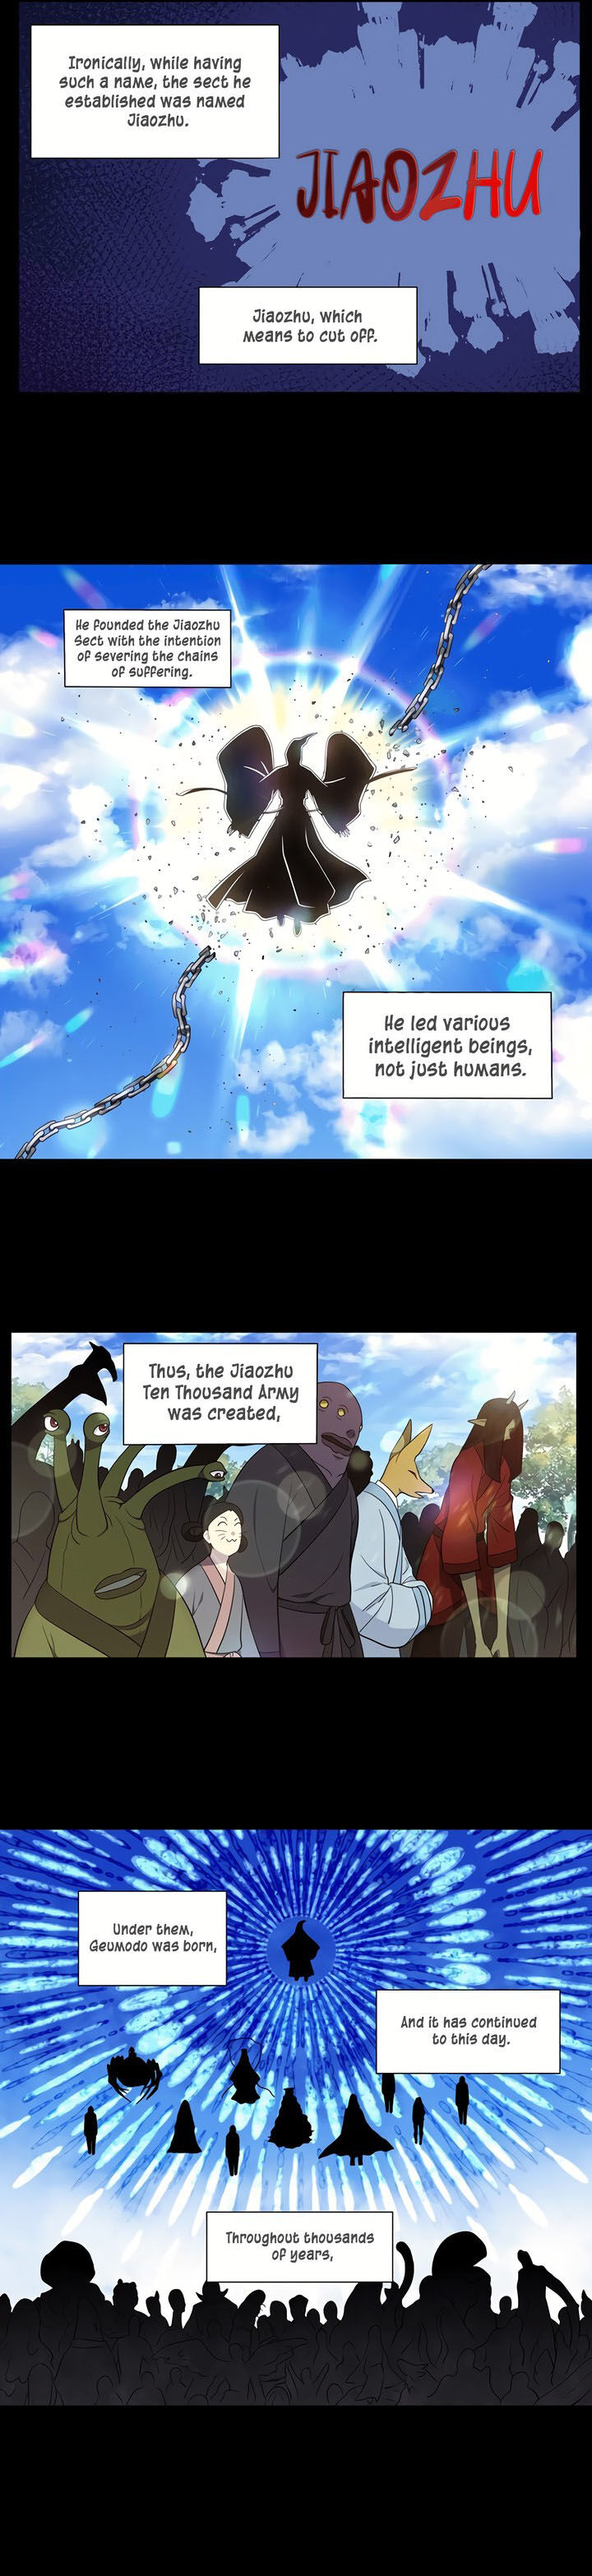 Ironically, while having
such a name, the sect he
established was named
Jiaozhu.
JIAOZHU
Jiaozhu, which
means to cut off.
He founded the Jiaozhu
Sect with the intention
of severing the chains
of suffering.
He led various
intelligent beings,
not just humans.
Thus, the Jiaozhu
Ten Thousand Army
was created,
Under them,
Geumodo was born,
And it has continued
to this day.
Throughout thousands
of years,